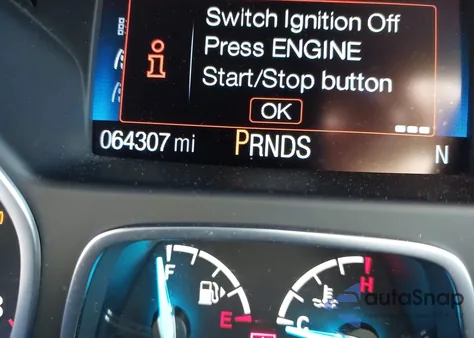 Switch Ignition Off
Press ENGINE
Start/Stop button
OK
064307 mi
PRNDS
N
F
H
E
C
autoSnap